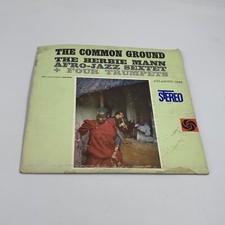 THE COMMON GROUND
THE HERBIE MANN
AFRO-JAZZ SEXTET
+ FOUR TRUMPETS
STEREO